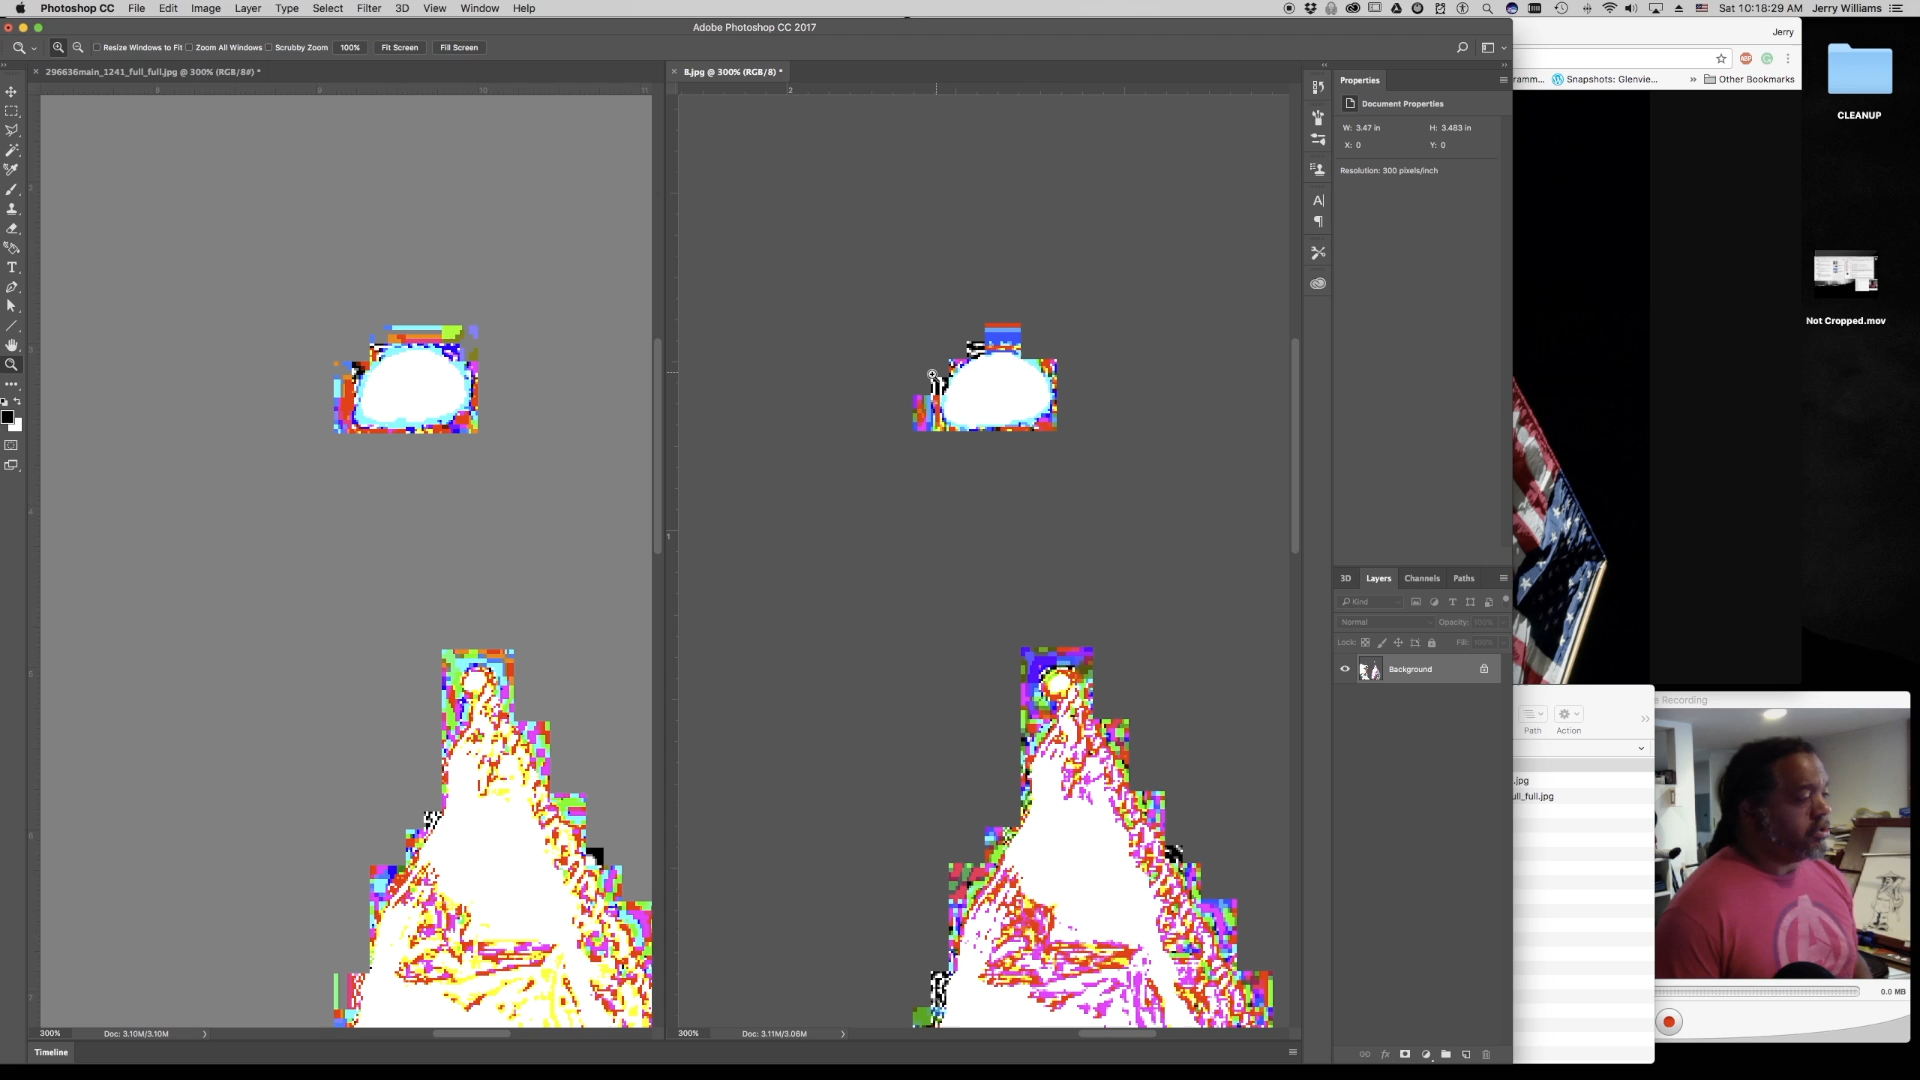 Photoshop CC File Edit Image Layer Type Select Filter 3D View Window Help
Sat 10:18:29 AM Jerry Williams
Adobe Photoshop CC 2017
Jerry
Resize Windows to Fit Zoom All Windows Scrubby Zoom 100% Fit Screen Fill Screen
296636main_1241_full_full.jpg @ 300% (RGB/8#) *
B.jpg @ 300% (RGB/8) *
ramm... Snapshots: Glenvie... » Other Bookmarks
Properties
Document Properties
W: 3.47 in H: 3.483 in
X: 0 Y: 0
Resolution: 300 pixels/inch
CLEANUP
Not Cropped.mov
3D Layers Channels Paths
Kind
Normal Opacity: 100%
Lock: Fill: 100%
Background
e Recording
Path Action
.jpg
ull_full.jpg
0.0 MB
300% Doc: 3.10M/3.10M
300% Doc: 3.11M/3.06M
Timeline